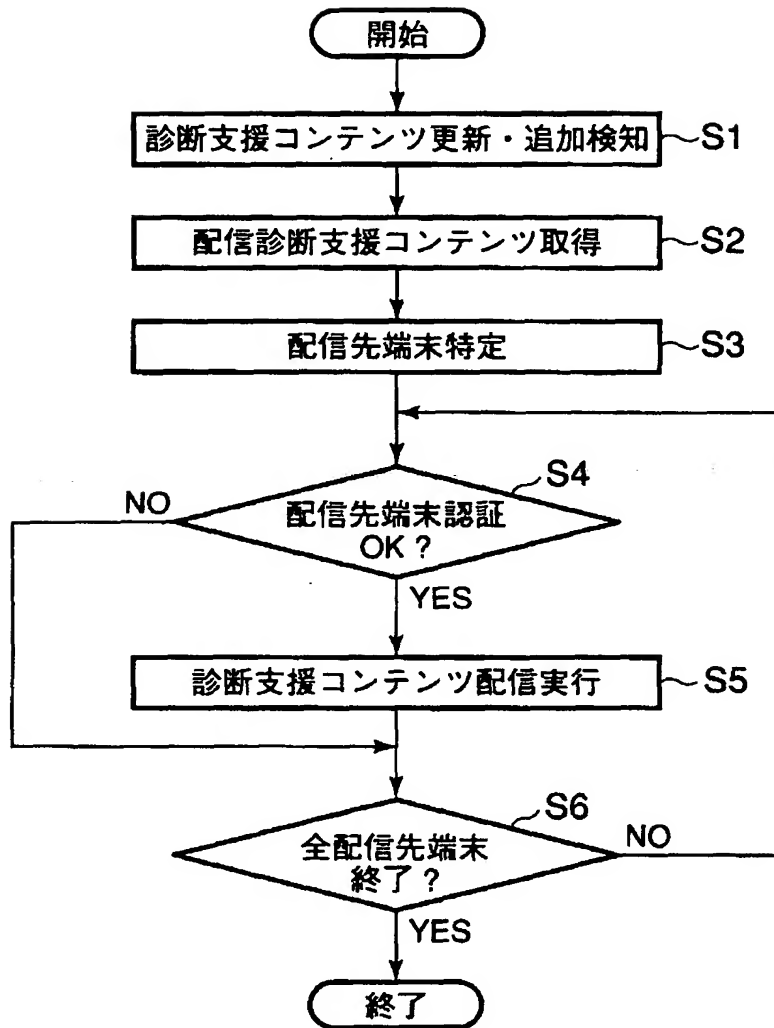 開始
診断支援コンテンツ更新・追加検知
S1
配信診断支援コンテンツ取得
S2
配信先端末特定
S3
S4
NO
配信先端末認証
OK？
YES
診断支援コンテンツ配信実行
S5
S6
全配信先端末
終了？
NO
YES
終了